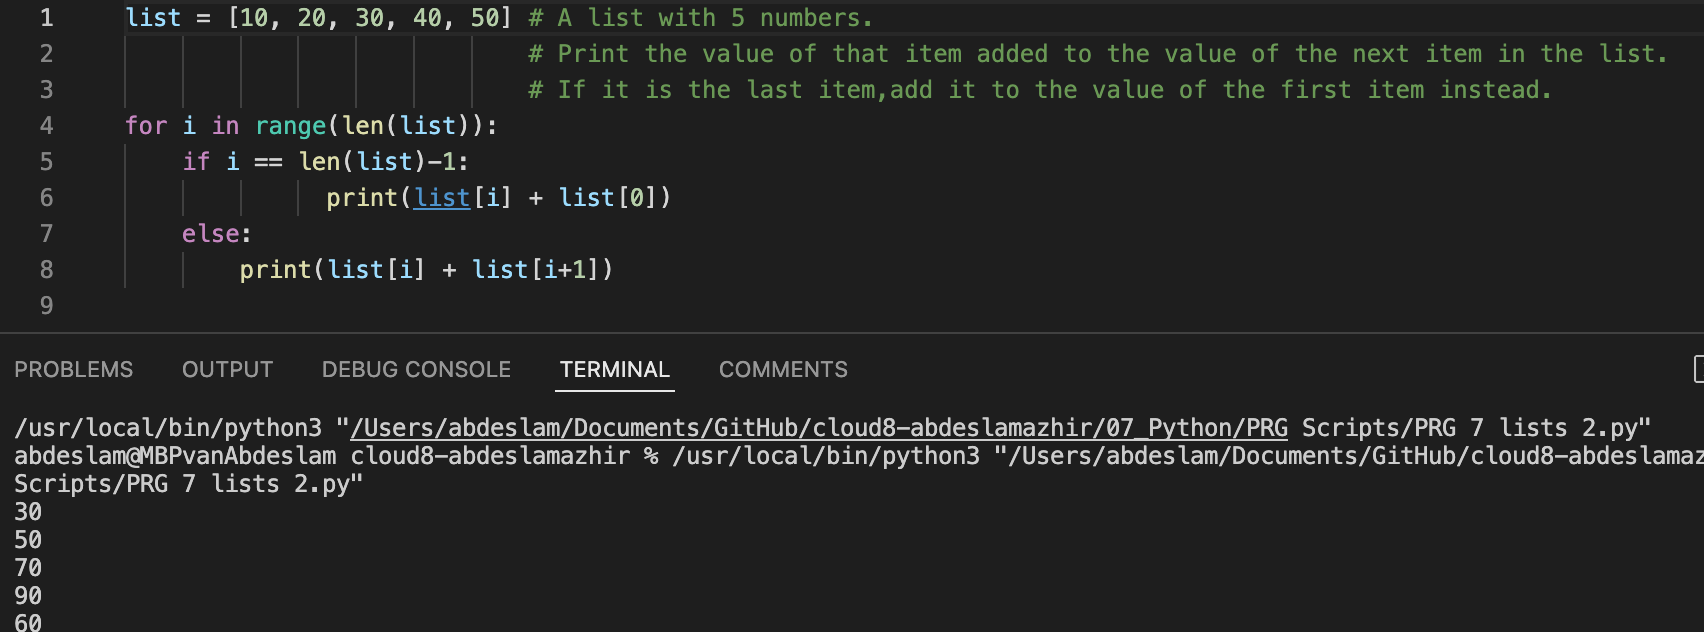 1 list = [10, 20, 30, 40, 50] # A list with 5 numbers.
2 # Print the value of that item added to the value of the next item in the list.
3 # If it is the last item,add it to the value of the first item instead.
4 for i in range(len(list)):
5 if i == len(list)-1:
6 print(list[i] + list[0])
7 else:
8 print(list[i] + list[i+1])
9
PROBLEMS OUTPUT DEBUG CONSOLE TERMINAL COMMENTS
/usr/local/bin/python3 "/Users/abdeslam/Documents/GitHub/cloud8-abdeslamazhir/07_Python/PRG Scripts/PRG 7 lists 2.py"
abdeslam@MBPvanAbdeslam cloud8-abdeslamazhir % /usr/local/bin/python3 "/Users/abdeslam/Documents/GitHub/cloud8-abdeslamaz
Scripts/PRG 7 lists 2.py"
30
50
70
90
60